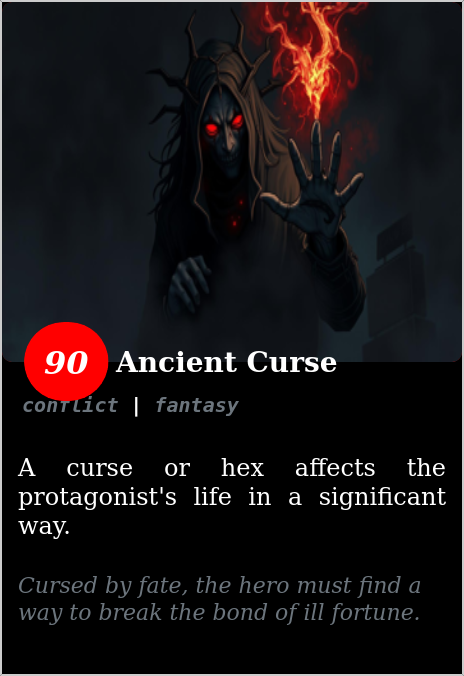 90 Ancient Curse
conflict | fantasy
A curse or hex affects the
protagonist's life in a significant
way.
Cursed by fate, the hero must find a
way to break the bond of ill fortune.